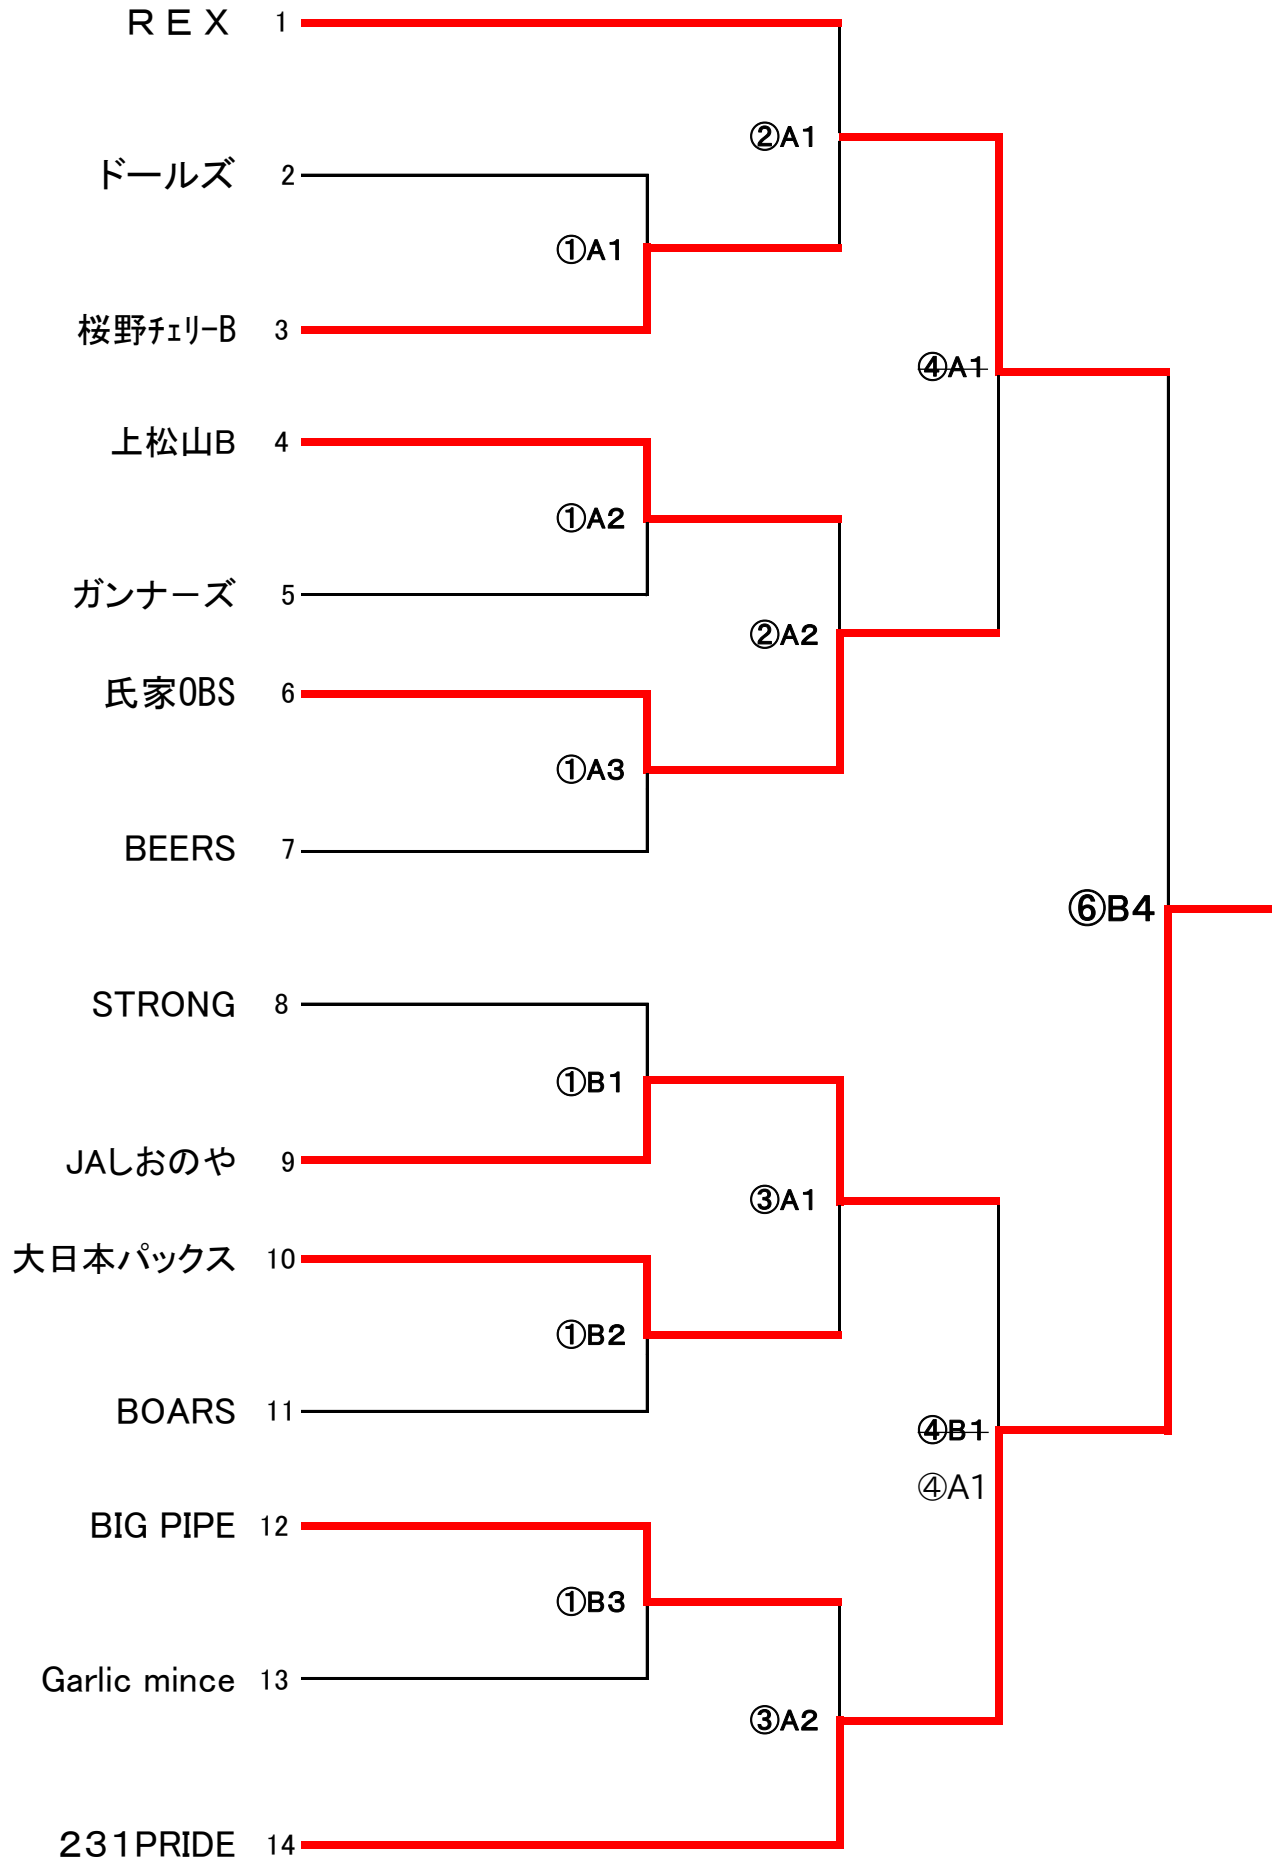 ＲＥＸ 1
②A1
ドールズ 2
①A1
桜野ﾁｪﾘｰB 3
④A1
上松山B 4
①A2
ガンナーズ 5
②A2
氏家OBS 6
①A3
BEERS 7
⑥B4
STRONG 8
①B1
JAしおのや 9
③A1
大日本パックス 10
①B2
BOARS 11
④B1
④A1
BIG PIPE 12
①B3
Garlic mince 13
③A2
２３１PRIDE 14